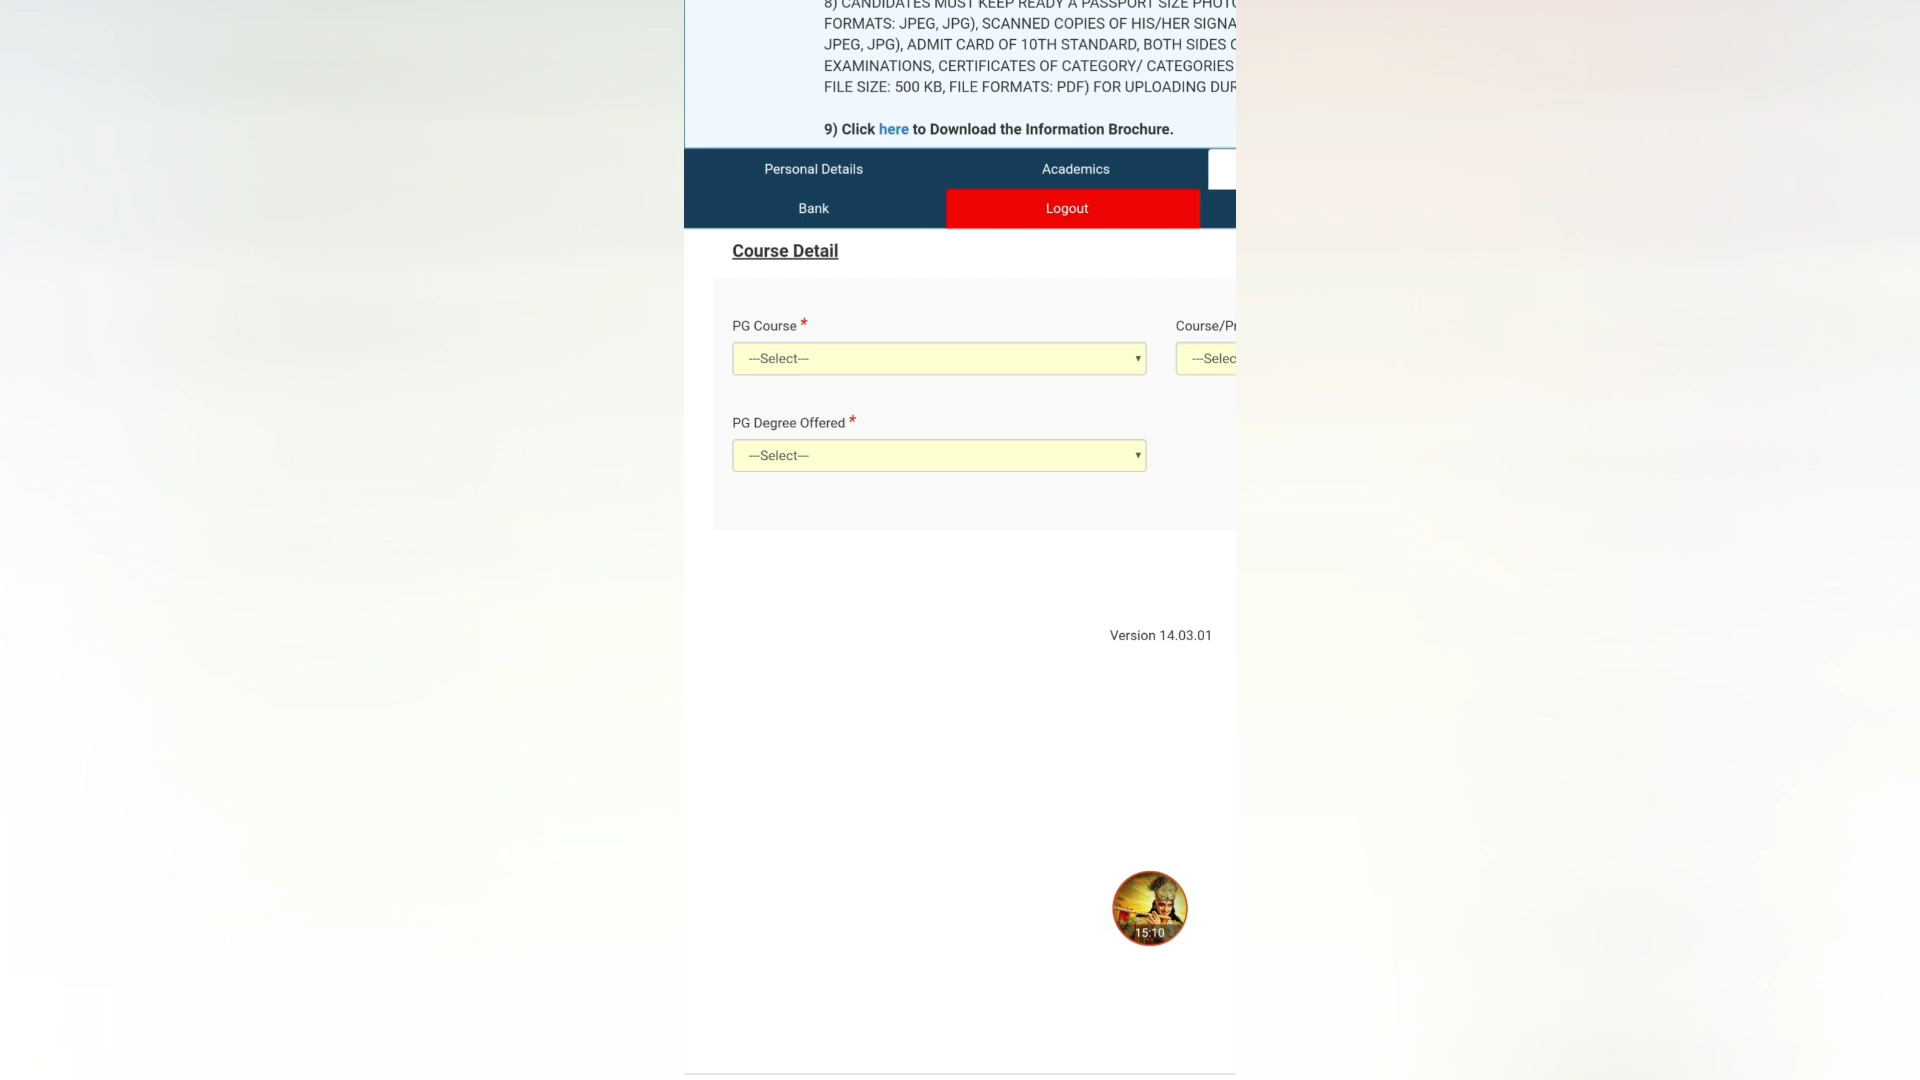 8) CANDIDATES MUST KEEP READY A PASSPORT SIZE
FORMATS: JPEG, JPG), SCANNED COPIES OF HIS/HER
JPEG, JPG), ADMIT CARD OF 10TH STANDARD, BOTH SIDES
EXAMINATIONS, CERTIFICATES OF CATEGORY/ CATEGORIES
FILE SIZE: 500 KB, FILE FORMATS: PDF) FOR UPLOADING
9) Click here to Download the Information Brochure.
Personal Details
Academics
Bank
Logout
Course Detail
PG Course *
Course/
---Select---
PG Degree Offered *
---Select---
Version 14.03.01
15:10